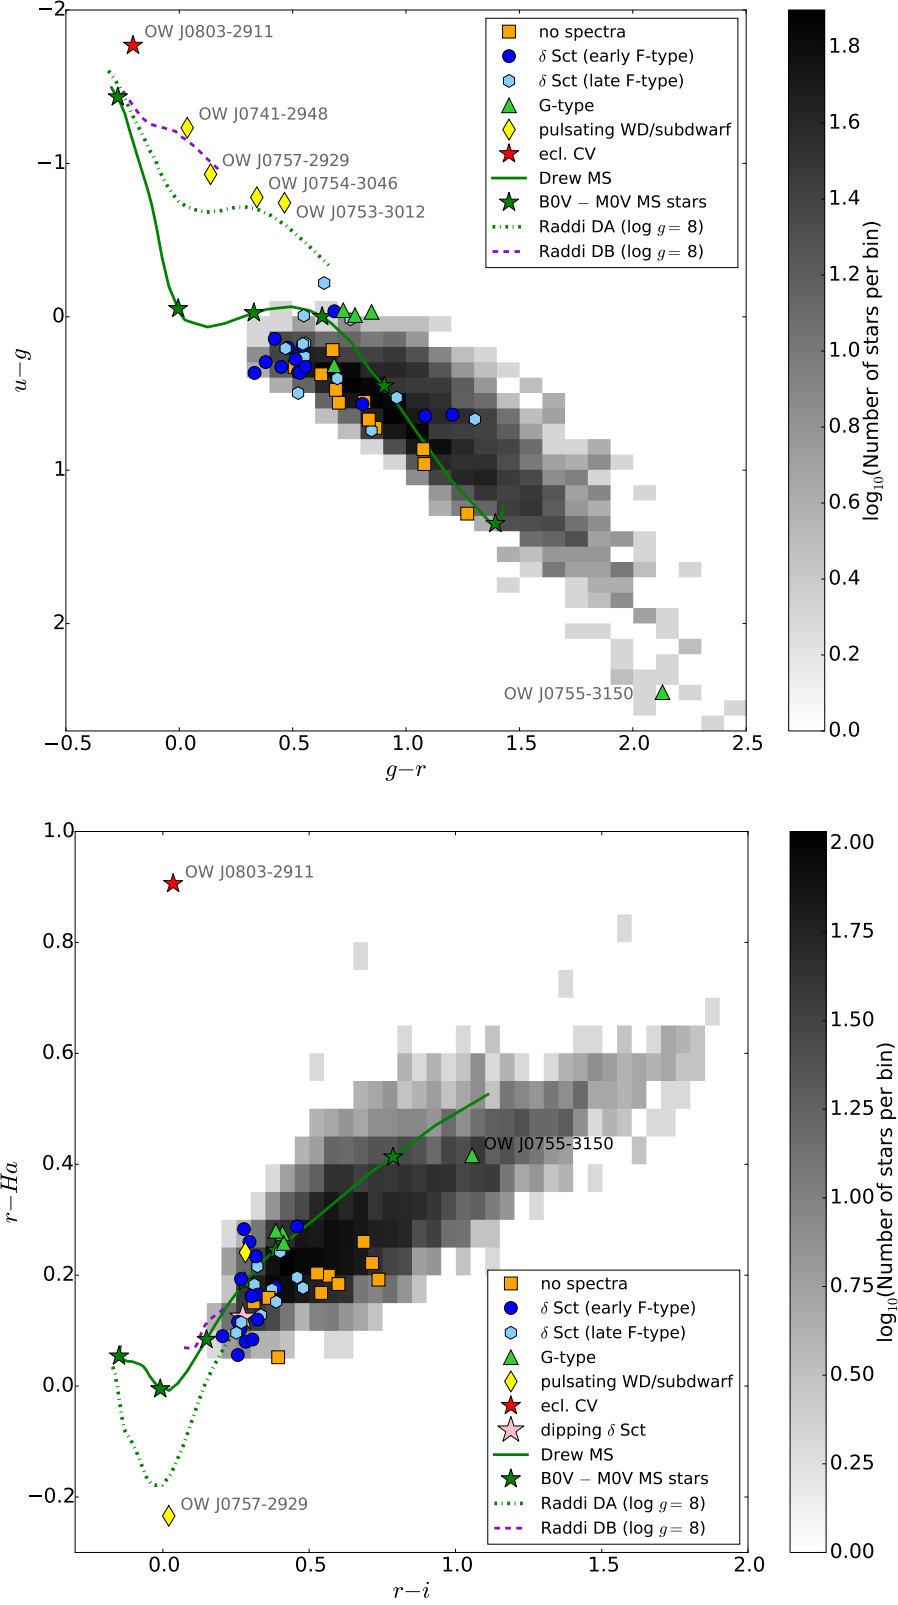 −2
−1
0
1
2
u−g
−0.5
0.0
0.5
1.0
1.5
2.0
2.5
g−r
OW J0803-2911
OW J0741-2948
OW J0757-2929
OW J0754-3046
OW J0753-3012
OW J0755-3150
no spectra
δ Sct (early F-type)
δ Sct (late F-type)
G-type
pulsating WD/subdwarf
ecl. CV
Drew MS
B0V − M0V MS stars
Raddi DA (log g= 8)
Raddi DB (log g= 8)
1.8
1.6
1.4
1.2
1.0
0.8
0.6
0.4
0.2
0.0
log10(Number of stars per bin)
1.0
0.8
0.6
0.4
0.2
0.0
−0.2
r−Ha
0.0
0.5
1.0
1.5
2.0
r−i
OW J0803-2911
OW J0755-3150
OW J0757-2929
no spectra
δ Sct (early F-type)
δ Sct (late F-type)
G-type
pulsating WD/subdwarf
ecl. CV
dipping δ Sct
Drew MS
B0V − M0V MS stars
Raddi DA (log g= 8)
Raddi DB (log g= 8)
2.00
1.75
1.50
1.25
1.00
0.75
0.50
0.25
0.00
log10(Number of stars per bin)